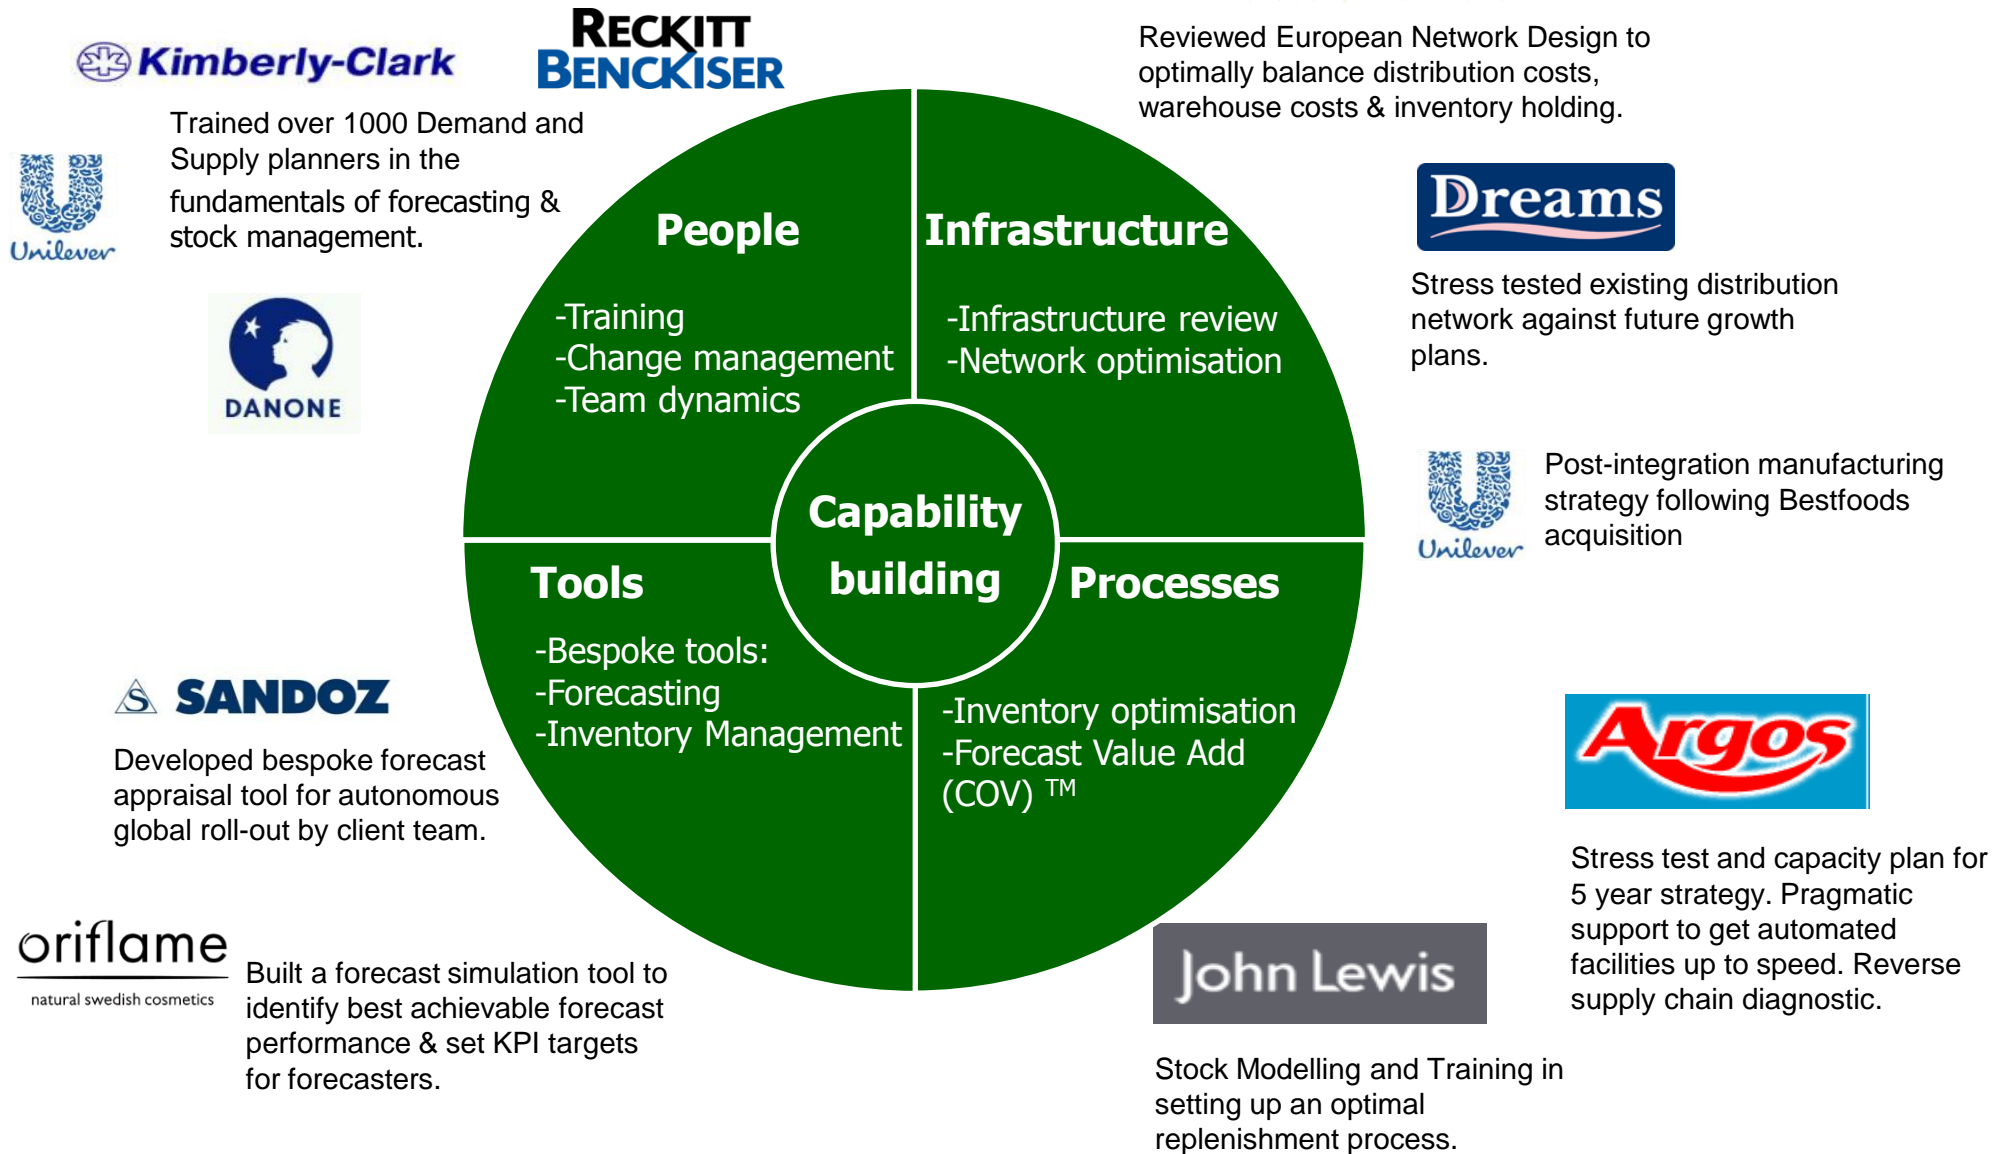 Kimberly-Clark
RECKITT
BENCKISER
Trained over 1000 Demand and
Supply planners in the
fundamentals of forecasting &
stock management.
Unilever
DANONE
Reviewed European Network Design to
optimally balance distribution costs,
warehouse costs & inventory holding.
Dreams
Stress tested existing distribution
network against future growth
plans.
Unilever
Post-integration manufacturing
strategy following Bestfoods
acquisition
People
-Training
-Change management
-Team dynamics
Infrastructure
-Infrastructure review
-Network optimisation
Capability
building
Tools
-Bespoke tools:
-Forecasting
-Inventory Management
Processes
-Inventory optimisation
-Forecast Value Add
(COV) TM
S SANDOZ
Developed bespoke forecast
appraisal tool for autonomous
global roll-out by client team.
oriflame
natural swedish cosmetics
Built a forecast simulation tool to
identify best achievable forecast
performance & set KPI targets
for forecasters.
Argos
Stress test and capacity plan for
5 year strategy. Pragmatic
support to get automated
facilities up to speed. Reverse
supply chain diagnostic.
John Lewis
Stock Modelling and Training in
setting up an optimal
replenishment process.